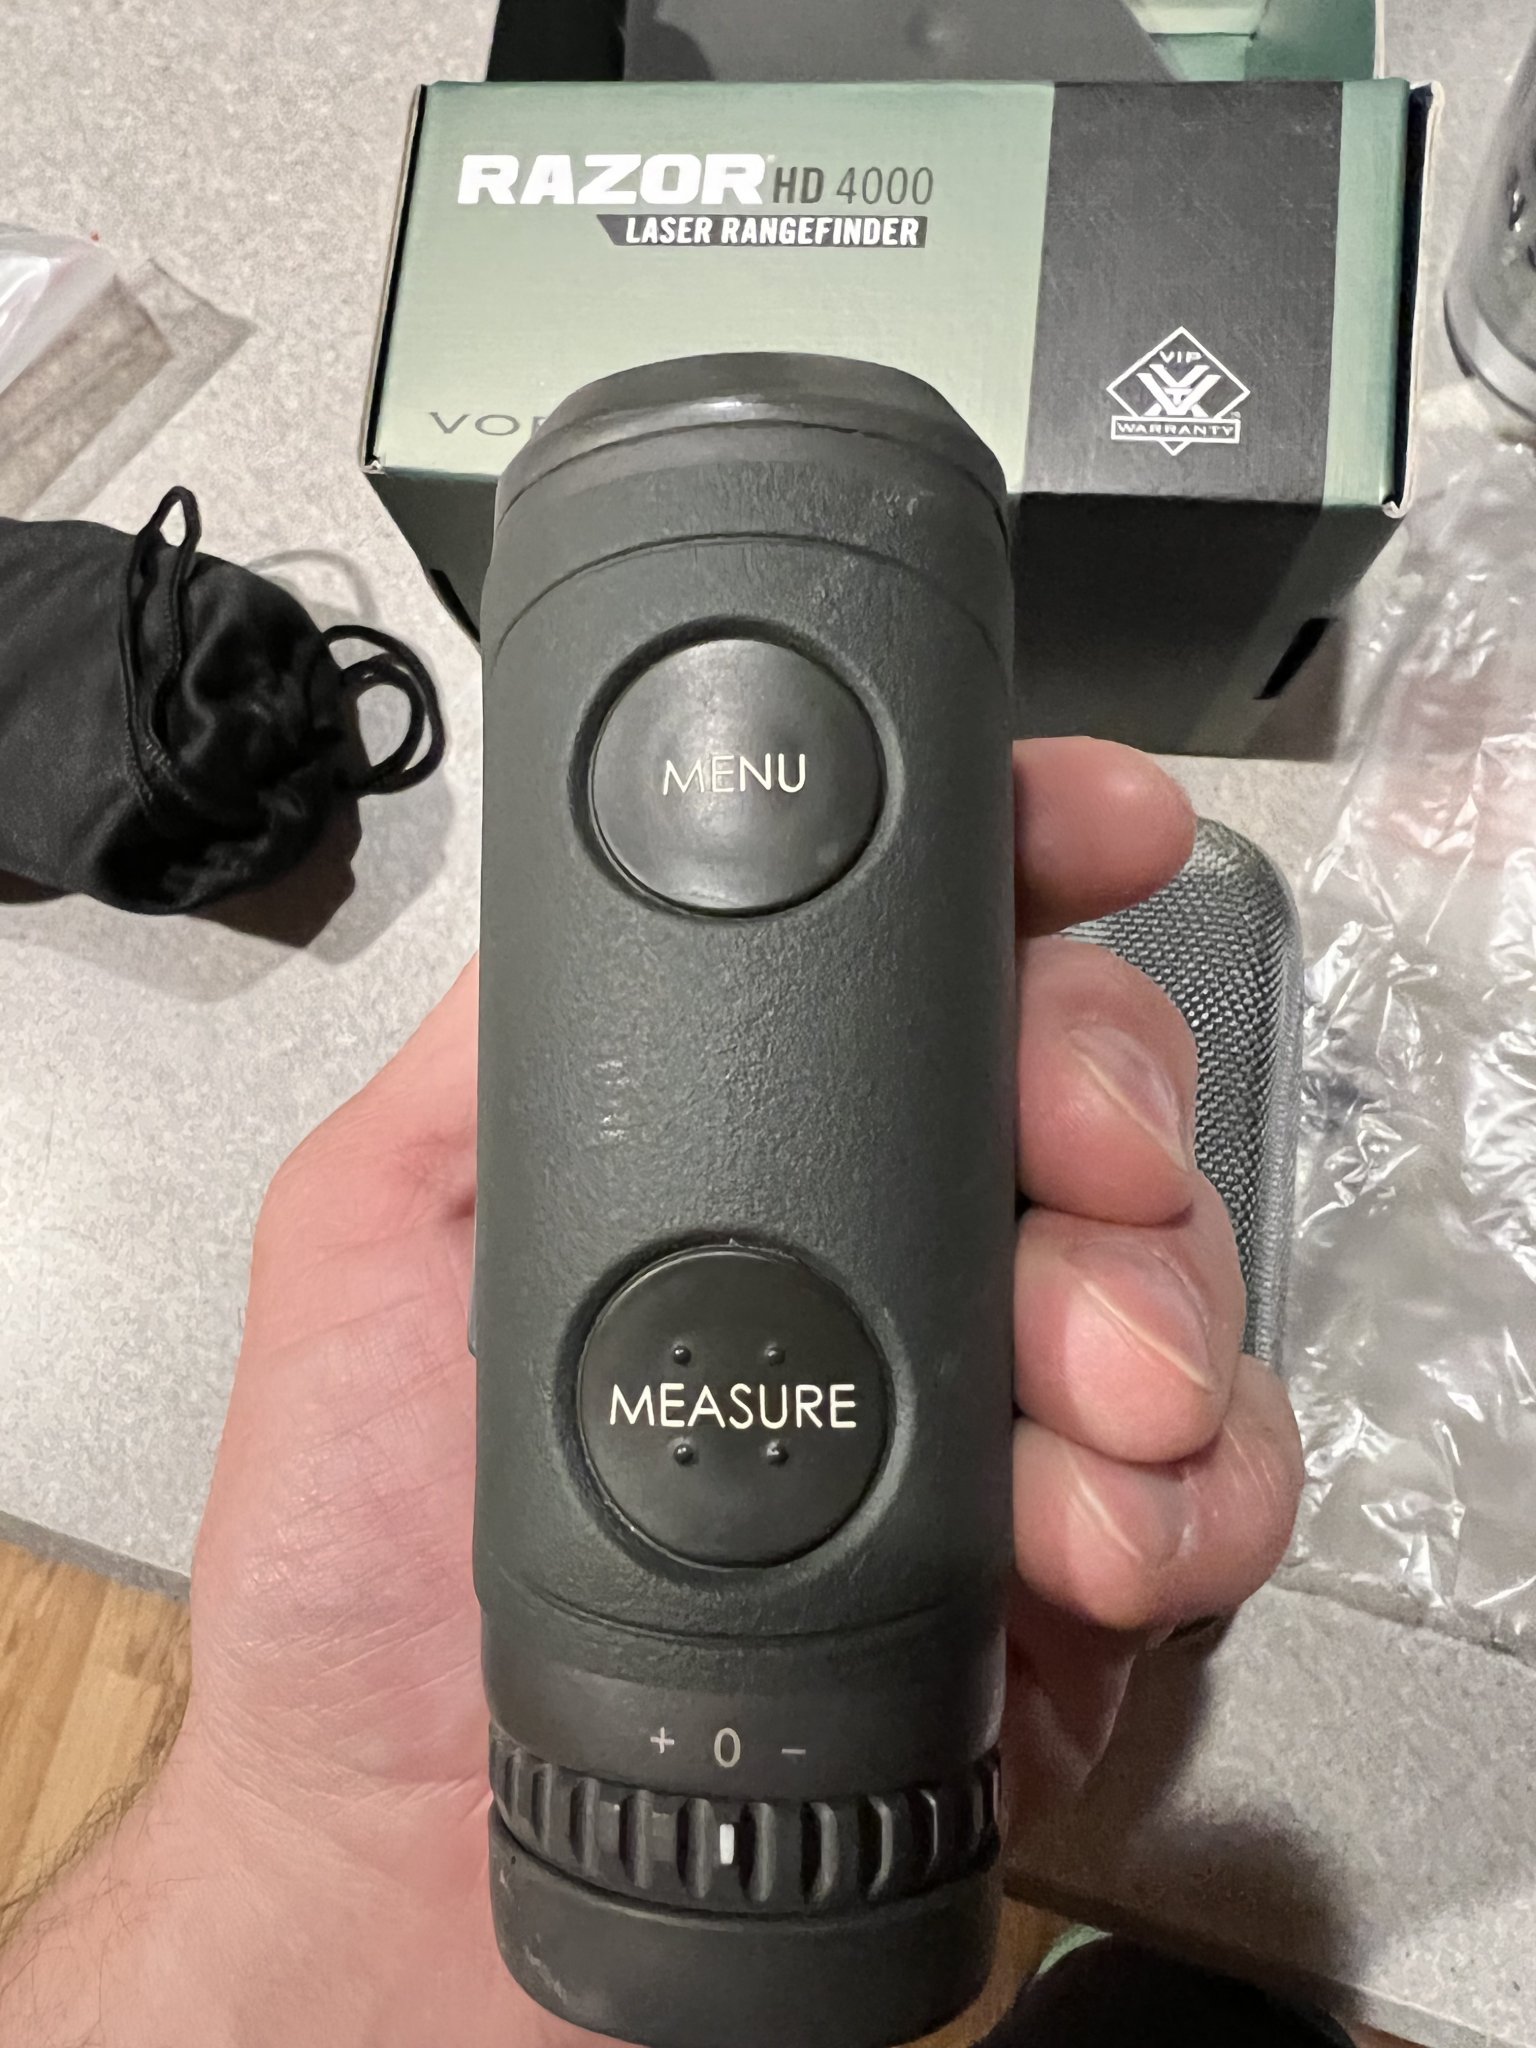 RAZOR HD 4000
LASER RANGEFINDER
VIP
WARRANTY
MENU
MEASURE
+ 0 -